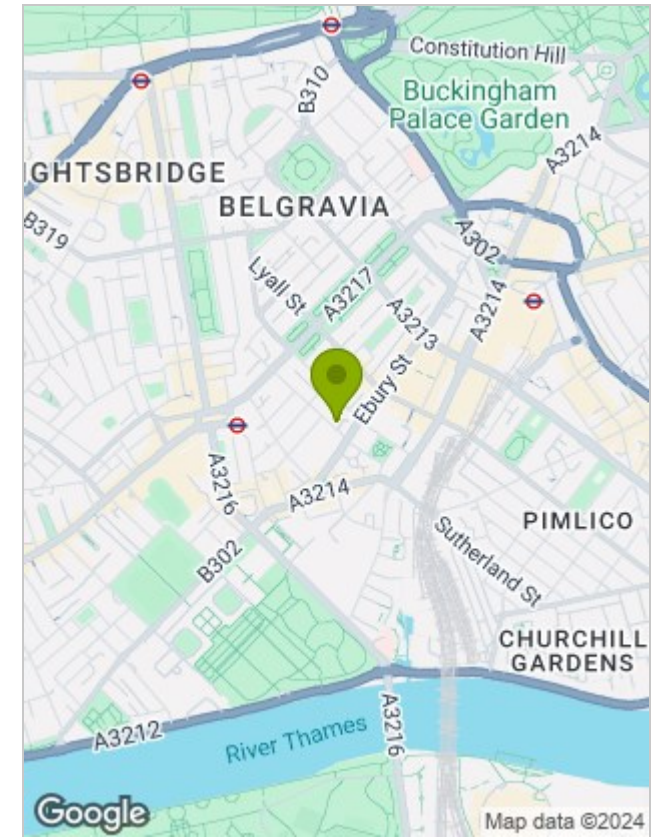 Constitution Hill
B310
Buckingham
Palace Garden
A3214
IGHTSBRIDGE
BELGRAVIA
B319
A302
Lyall St
A3217
A3213
A3214
Ebury St
A3216
A3214
PIMLICO
B302
Sutherland St
CHURCHILL
GARDENS
A3212
River Thames
A3216
Google
Map data ©2024